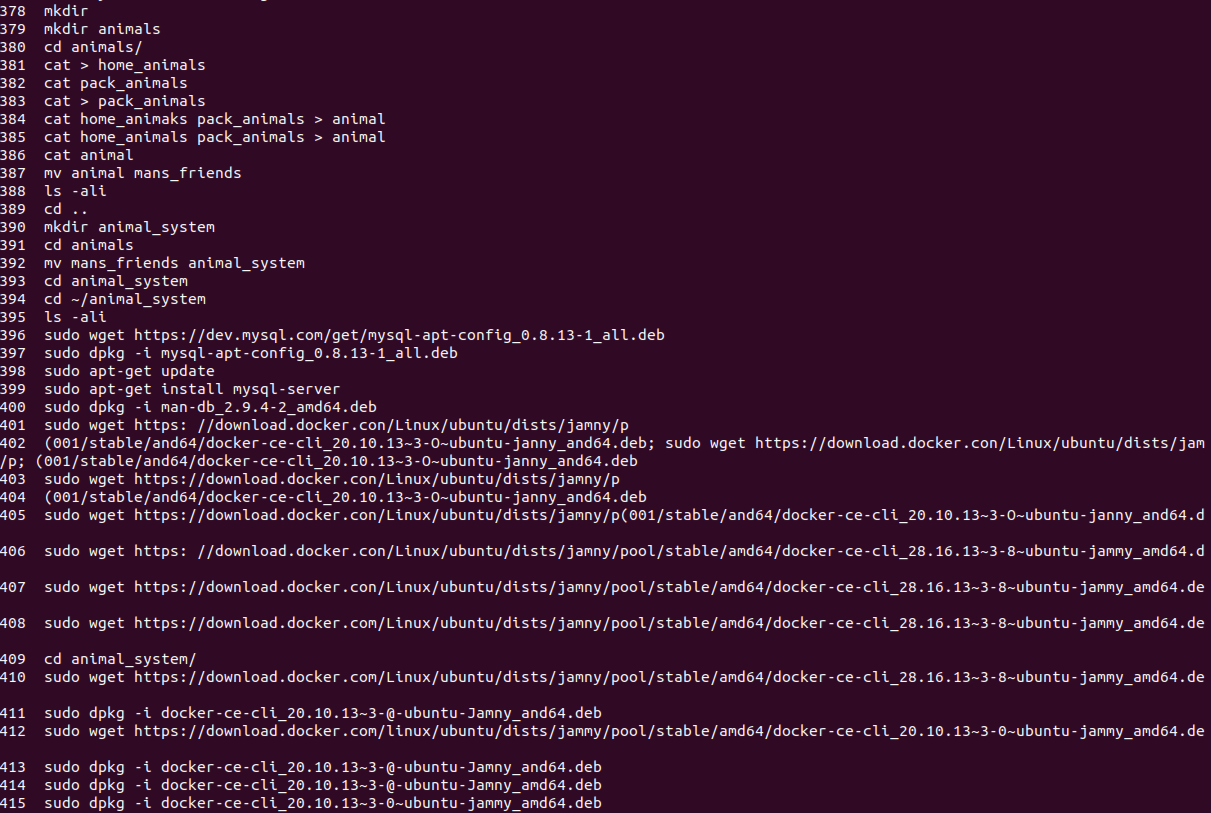 378 mkdir
379 mkdir animals
380 cd animals/
381 cat > home_animals
382 cat pack_animals
383 cat > pack_animals
384 cat home_animaks pack_animals > animal
385 cat home_animals pack_animals > animal
386 cat animal
387 mv animal mans_friends
388 ls -ali
389 cd ..
390 mkdir animal_system
391 cd animals
392 mv mans_friends animal_system
393 cd animal_system
394 cd ~/animal_system
395 ls -ali
396 sudo wget https://dev.mysql.com/get/mysql-apt-config_0.8.13-1_all.deb
397 sudo dpkg -i mysql-apt-config_0.8.13-1_all.deb
398 sudo apt-get update
399 sudo apt-get install mysql-server
400 sudo dpkg -i man-db_2.9.4-2_amd64.deb
401 sudo wget https: //download.docker.con/Linux/ubuntu/dists/jamny/p
402 (001/stable/and64/docker-ce-cli_20.10.13~3-O~ubuntu-janny_and64.deb; sudo wget https://download.docker.con/Linux/ubuntu/dists/jam
/p; (001/stable/and64/docker-ce-cli_20.10.13~3-O~ubuntu-janny_and64.deb
403 sudo wget https://download.docker.con/Linux/ubuntu/dists/jamny/p
404 (001/stable/and64/docker-ce-cli_20.10.13~3-O~ubuntu-janny_and64.deb
405 sudo wget https://download.docker.con/Linux/ubuntu/dists/jamny/p(001/stable/and64/docker-ce-cli_20.10.13~3-O~ubuntu-janny_and64.d
406 sudo wget https: //download.docker.con/Linux/ubuntu/dists/jamny/pool/stable/amd64/docker-ce-cli_28.16.13~3-8~ubuntu-jammy_amd64.d
407 sudo wget https://download.docker.con/Linux/ubuntu/dists/jamny/pool/stable/amd64/docker-ce-cli_28.16.13~3-8~ubuntu-jammy_amd64.de
408 sudo wget https://download.docker.com/Linux/ubuntu/dists/jamny/pool/stable/amd64/docker-ce-cli_28.16.13~3-8~ubuntu-jammy_amd64.de
409 cd animal_system/
410 sudo wget https://download.docker.com/Linux/ubuntu/dists/jamny/pool/stable/amd64/docker-ce-cli_28.16.13~3-8~ubuntu-jammy_amd64.de
411 sudo dpkg -i docker-ce-cli_20.10.13~3-@-ubuntu-Jamny_and64.deb
412 sudo wget https://download.docker.com/linux/ubuntu/dists/jammy/pool/stable/amd64/docker-ce-cli_20.10.13~3-0~ubuntu-jammy_amd64.de
413 sudo dpkg -i docker-ce-cli_20.10.13~3-@-ubuntu-Jamny_and64.deb
414 sudo dpkg -i docker-ce-cli_20.10.13~3-@-ubuntu-Jamny_and64.deb
415 sudo dpkg -i docker-ce-cli_20.10.13~3-0~ubuntu-jammy_amd64.deb